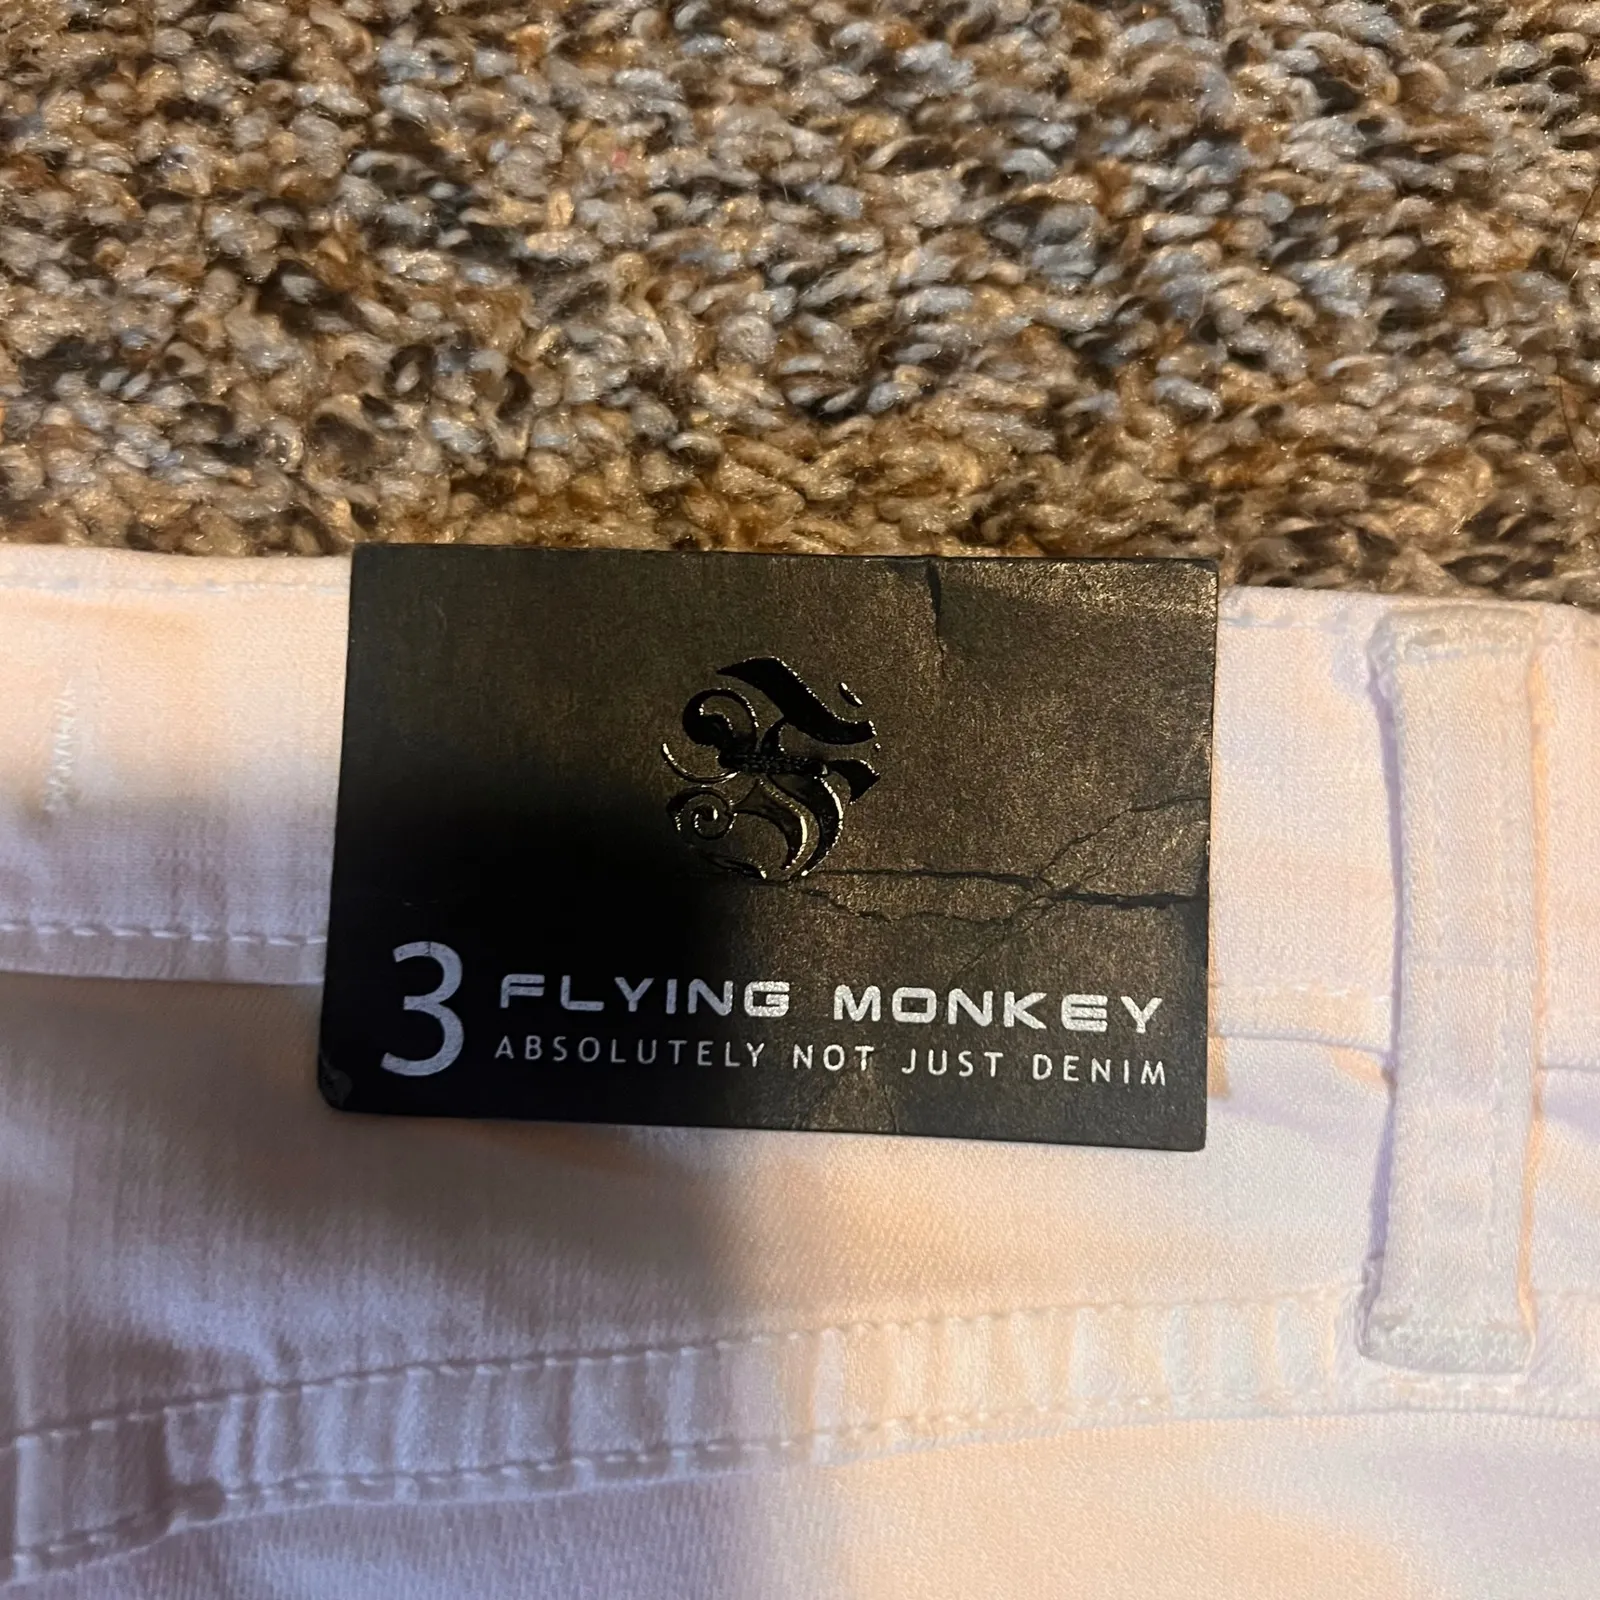 3 FLYING MONKEY
ABSOLUTELY NOT JUST DENIM